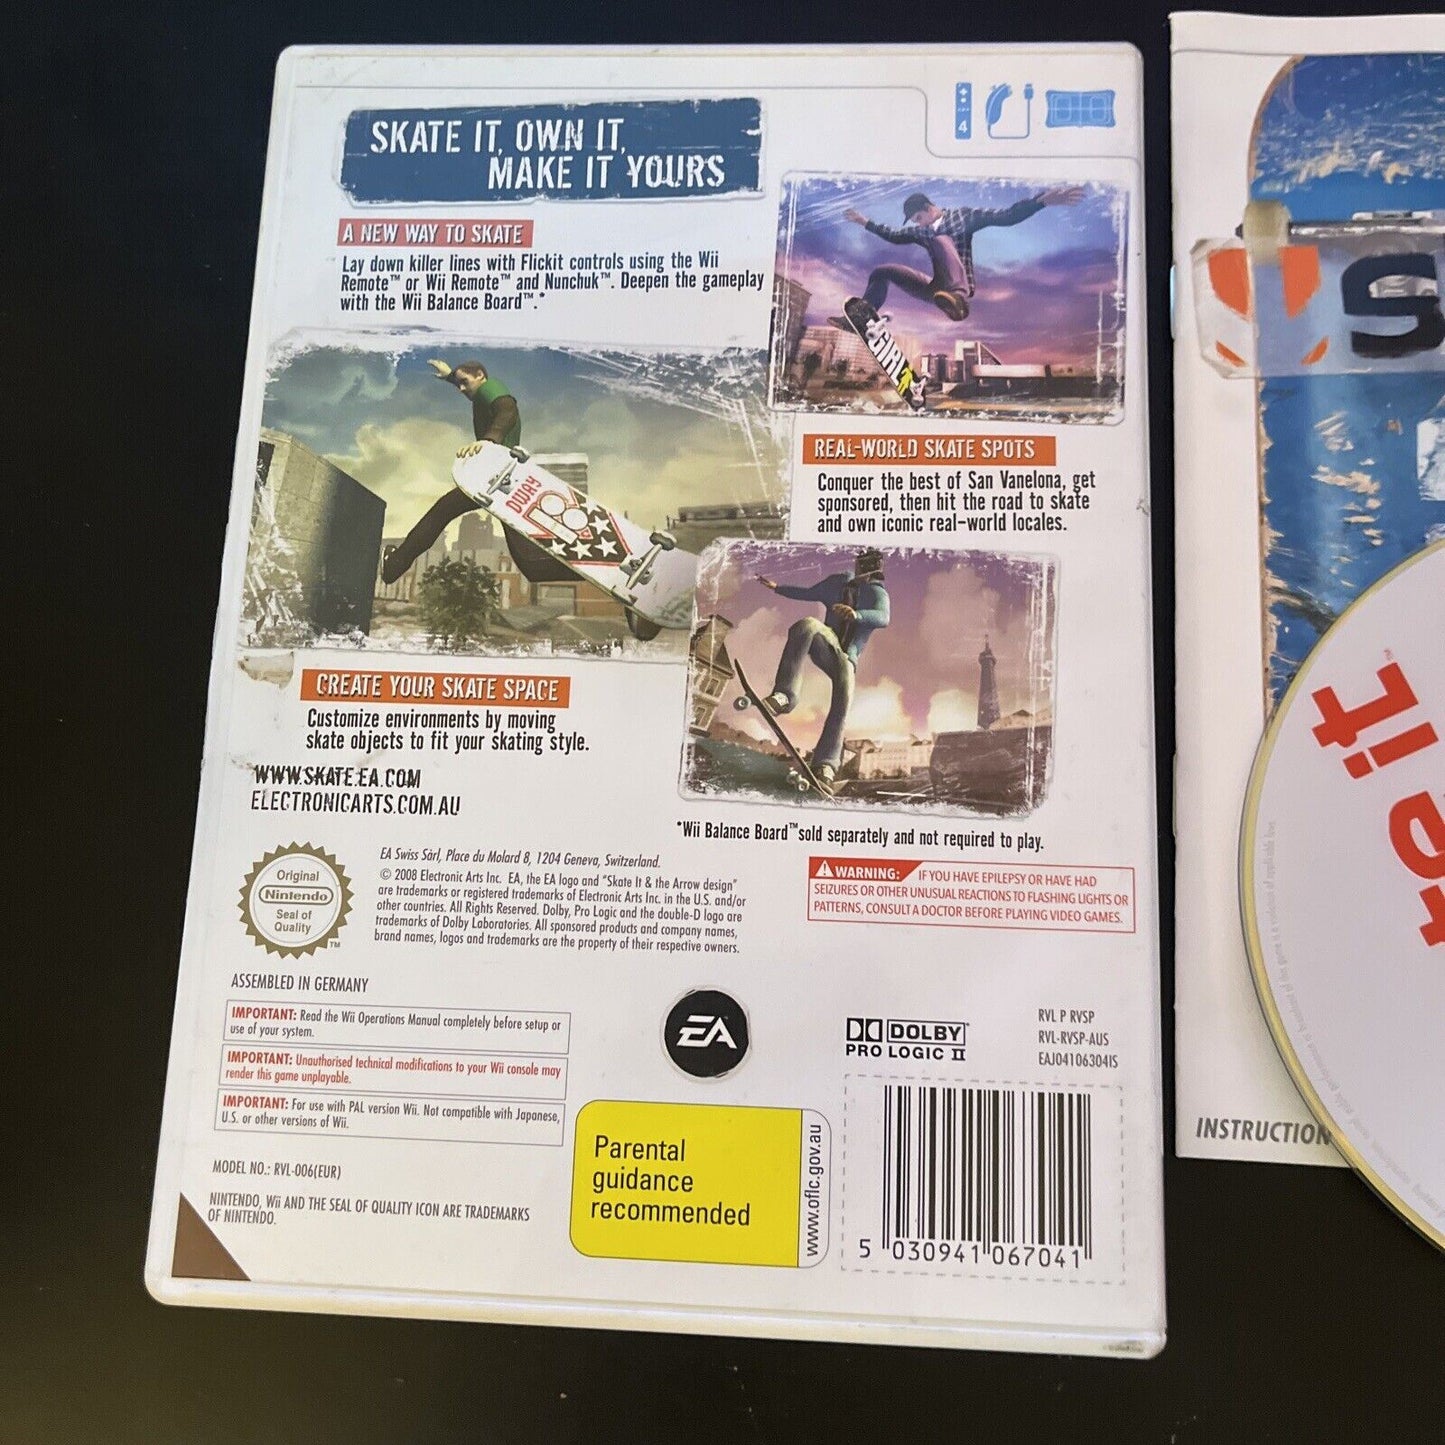 4
SKATE IT, OWN IT,
MAKE IT YOURS
A NEW WAY TO SKATE
Lay down killer lines with Flickit controls using the Wii
Remote™ or Wii Remote™ and Nunchuk™. Deepen the gameplay
with the Wii Balance Board™.*
GIRL
DWAY
REAL-WORLD SKATE SPOTS
Conquer the best of San Vanelona, get
sponsored, then hit the road to skate
and own iconic real-world locales.
CREATE YOUR SKATE SPACE
Customize environments by moving
skate objects to fit your skating style.
WWW.SKATE.EA.COM
ELECTRONICARTS.COM.AU
*Wii Balance Board™sold separately and not required to play.
Original
Nintendo
Seal of
Quality
TM
EA Swiss Sàrl, Place du Molard 8, 1204 Geneva, Switzerland.
© 2008 Electronic Arts Inc. EA, the EA logo and "Skate It & the Arrow design"
are trademarks or registered trademarks of Electronic Arts Inc. in the U.S. and/or
other countries. All Rights Reserved. Dolby, Pro Logic and the double-D logo are
trademarks of Dolby Laboratories. All sponsored products and company names,
brand names, logos and trademarks are the property of their respective owners.
WARNING: IF YOU HAVE EPILEPSY OR HAVE HAD
SEIZURES OR OTHER UNUSUAL REACTIONS TO FLASHING LIGHTS OR
PATTERNS, CONSULT A DOCTOR BEFORE PLAYING VIDEO GAMES.
ASSEMBLED IN GERMANY
IMPORTANT: Read the Wii Operations Manual completely before setup or
use of your system.
IMPORTANT: Unauthorised technical modifications to your Wii console may
render this game unplayable.
IMPORTANT: For use with PAL version Wii. Not compatible with Japanese,
U.S. or other versions of Wii.
MODEL NO.: RVL-006(EUR)
NINTENDO, Wii AND THE SEAL OF QUALITY ICON ARE TRADEMARKS
OF NINTENDO.
EA
DOLBY
PRO LOGIC II
RVL P RVSP
RVL-RVSP-AUS
EAJ04106304IS
Parental
guidance
recommended
www.oflc.gov.au
5 030941 067041
S
it™
INSTRUCTION